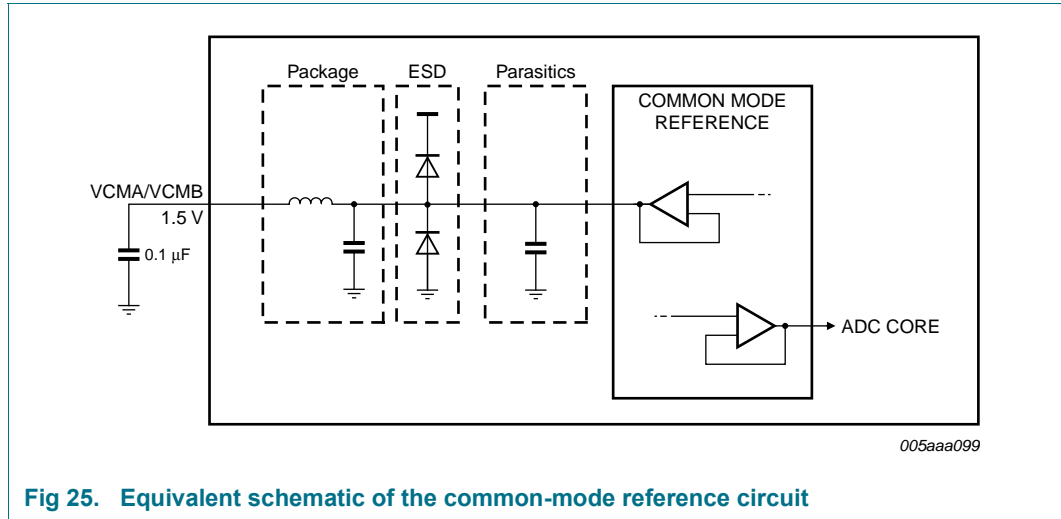 Package
ESD
Parasitics
COMMON MODE
REFERENCE
VCMA/VCMB
1.5 V
0.1 μF
ADC CORE
005aaa099
Fig 25. Equivalent schematic of the common-mode reference circuit